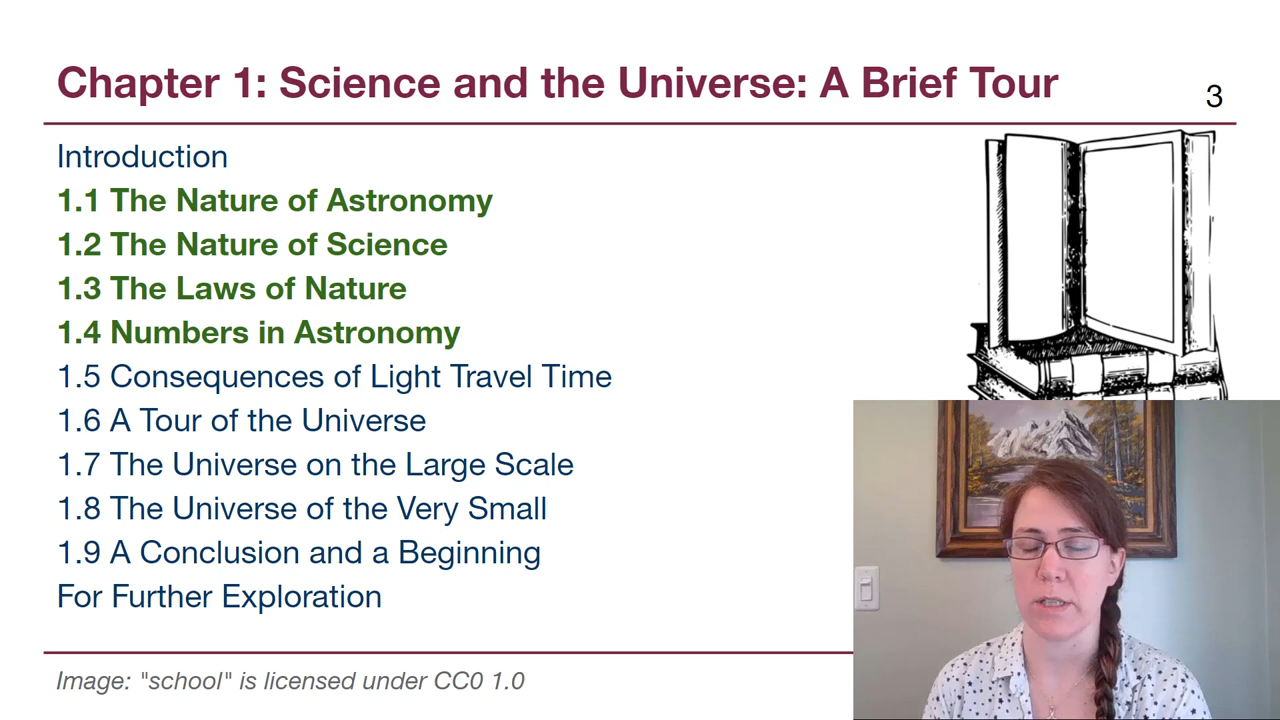 Chapter 1: Science and the Universe: A Brief Tour
3
Introduction
1.1 The Nature of Astronomy
1.2 The Nature of Science
1.3 The Laws of Nature
1.4 Numbers in Astronomy
1.5 Consequences of Light Travel Time
1.6 A Tour of the Universe
1.7 The Universe on the Large Scale
1.8 The Universe of the Very Small
1.9 A Conclusion and a Beginning
For Further Exploration
Image: "school" is licensed under CC0 1.0